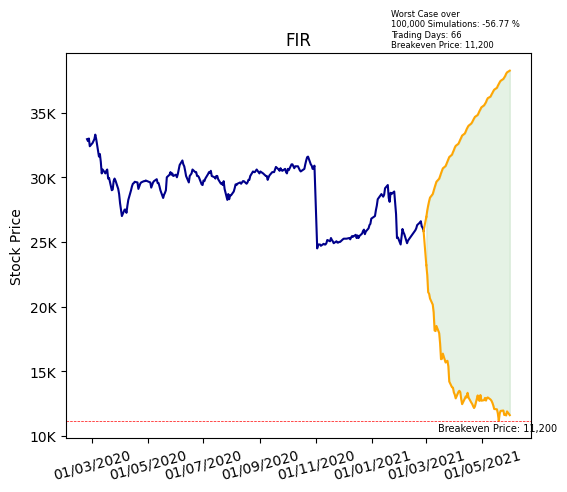 Worst Case over
100,000 Simulations: -56.77 %
Trading Days: 66
Breakeven Price: 11,200
FIR
Stock Price
35K
30K
25K
20K
15K
10K
Breakeven Price: 11,200
01/03/2020
01/05/2020
01/07/2020
01/09/2020
01/11/2020
01/01/2021
01/03/2021
01/05/2021